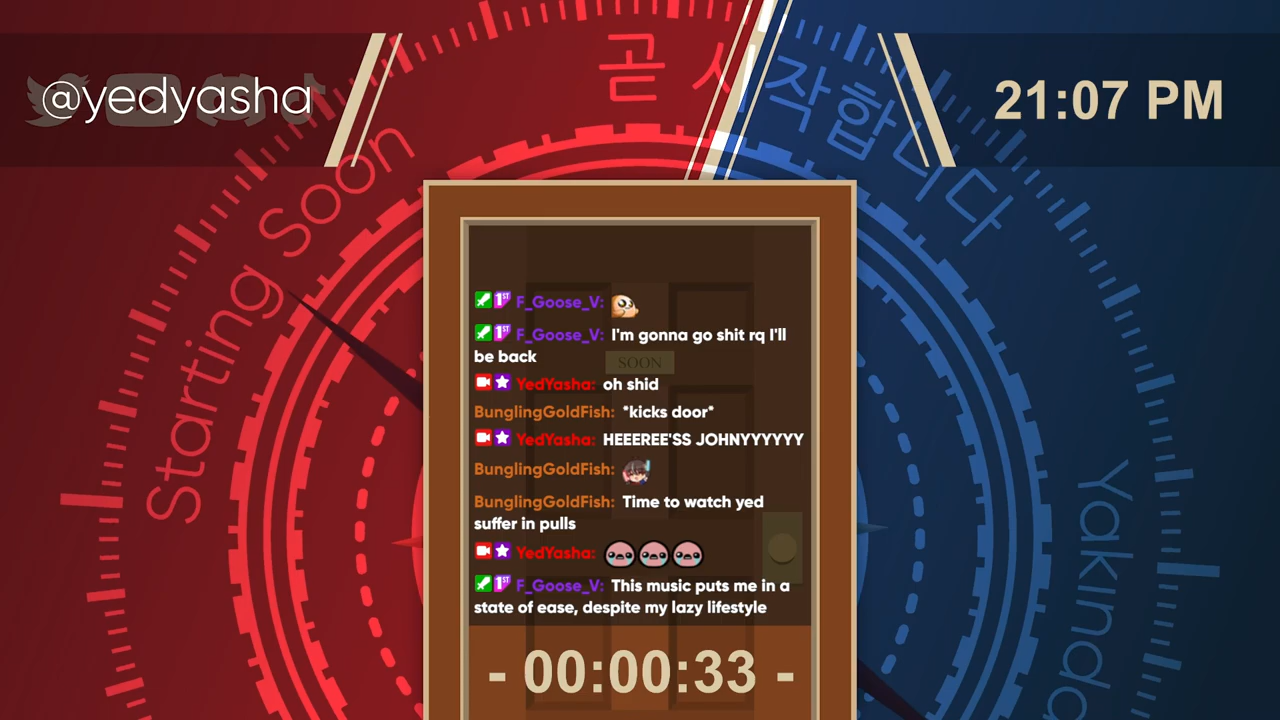 @yedyasha
21:07 PM
Starting Soon
곧 시작합니다
Yakında
F_Goose_V:
F_Goose_V: I'm gonna go shit rq I'll
be back
SOON
YedYasha: oh shid
BunglingGoldFish: *kicks door*
YedYasha: HEEEREE'SS JOHNYYYYYY
BunglingGoldFish:
BunglingGoldFish: Time to watch yed
suffer in pulls
YedYasha:
F_Goose_V: This music puts me in a
state of ease, despite my lazy lifestyle
- 00:00:33 -